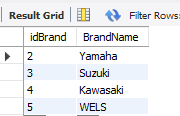 Result Grid Filter Rows:
idBrand BrandName
2 Yamaha
3 Suzuki
4 Kawasaki
5 WELS